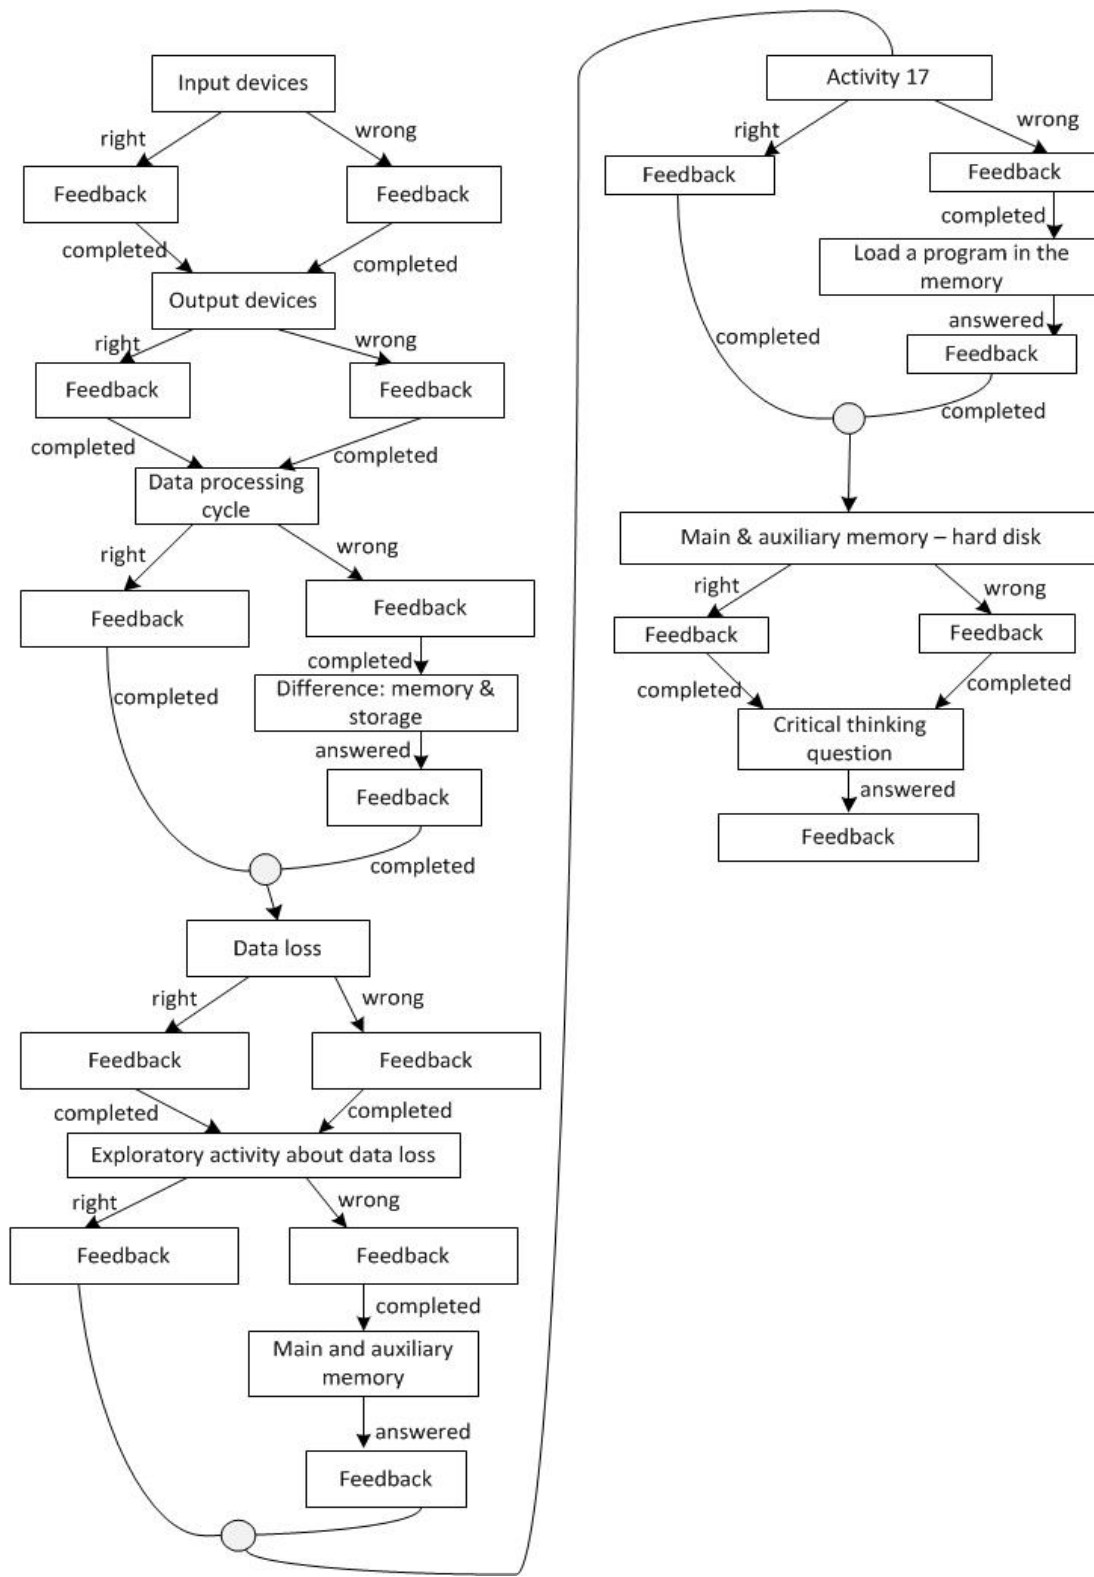 Input devices
right
wrong
Feedback
Feedback
completed
completed
Output devices
right
wrong
Feedback
Feedback
completed
completed
Data processing
cycle
right
wrong
Feedback
Feedback
completed
Difference: memory &
storage
completed
answered
Feedback
completed
Data loss
right
wrong
Feedback
Feedback
completed
completed
Exploratory activity about data loss
right
wrong
Feedback
Feedback
completed
Main and auxiliary
memory
answered
Feedback
Activity 17
right
wrong
Feedback
Feedback
completed
Load a program in the
memory
answered
completed
Feedback
completed
Main & auxiliary memory – hard disk
right
wrong
Feedback
Feedback
completed
completed
Critical thinking
question
answered
Feedback